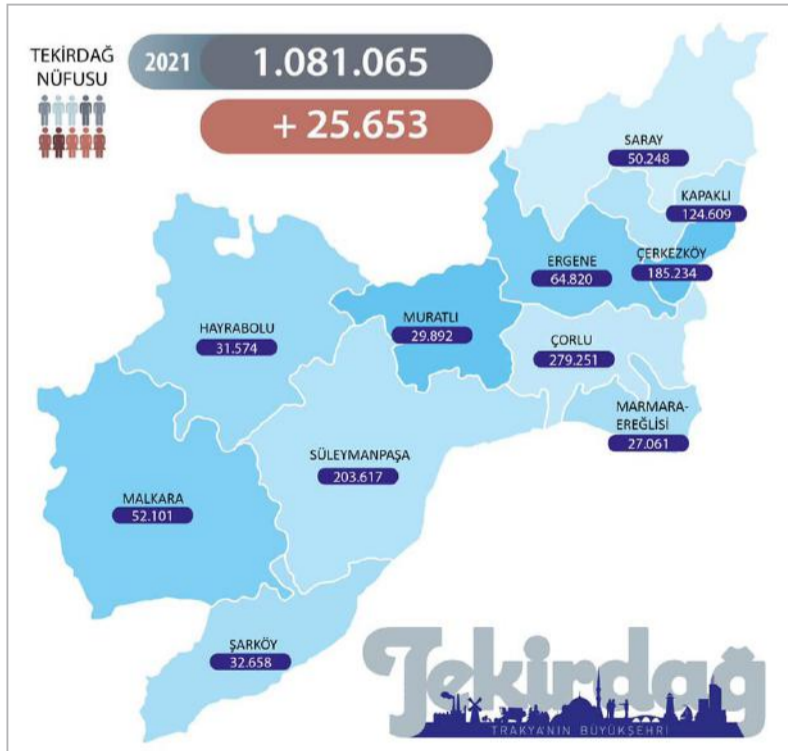 TEKİRDAĞ
NÜFUSU
2021
1.081.065
+ 25.653
SARAY
50.248
KAPAKLI
124.609
ERGENE
64.820
ÇERKEZKÖY
185.234
HAYRABOLU
31.574
MURATLI
29.892
ÇORLU
279.251
MARMARA-
EREĞLİSİ
27.061
SÜLEYMANPAŞA
203.617
MALKARA
52.101
ŞARKÖY
32.658
Tekirdağ
TRAKYA'NIN BÜYÜKŞEHRİ